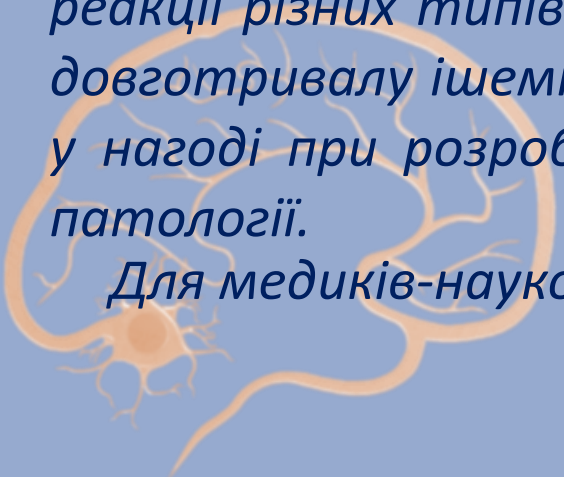 реакції різних типів
довготривалу ішемі
у нагоді при розроб
патології.
Для медиків-науко